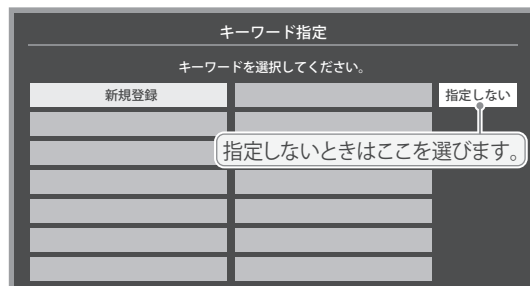 キーワード指定
キーワードを選択してください。
新規登録
指定しない
指定しないときはここを選びます。